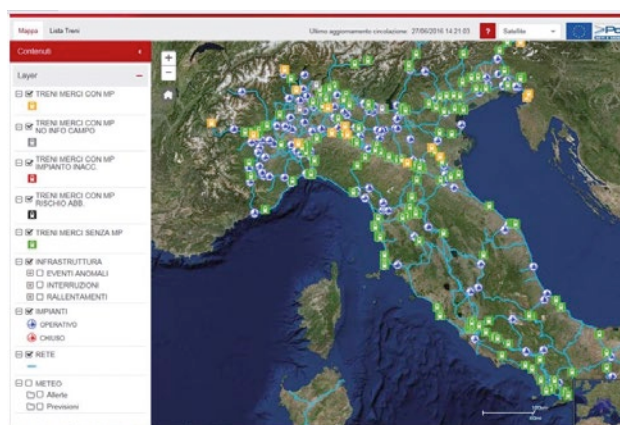 Mappa Lista Treni
Ultimo aggiornamento circolazione: 27/06/2016 14:21:03
?
Satellite
Contenuti
Layer
TRENI MERCI CON MP
TRENI MERCI CON MP
NO INFO CAMPO
TRENI MERCI CON MP
IMPIANTO INACC.
TRENI MERCI CON MP
RISCHIO ABB.
TRENI MERCI SENZA MP
INFRASTRUTTURA
EVENTI ANOMALI
INTERRUZIONI
RALLENTAMENTI
IMPIANTI
OPERATIVO
CHIUSO
RETE
METEO
Allerte
Previsioni